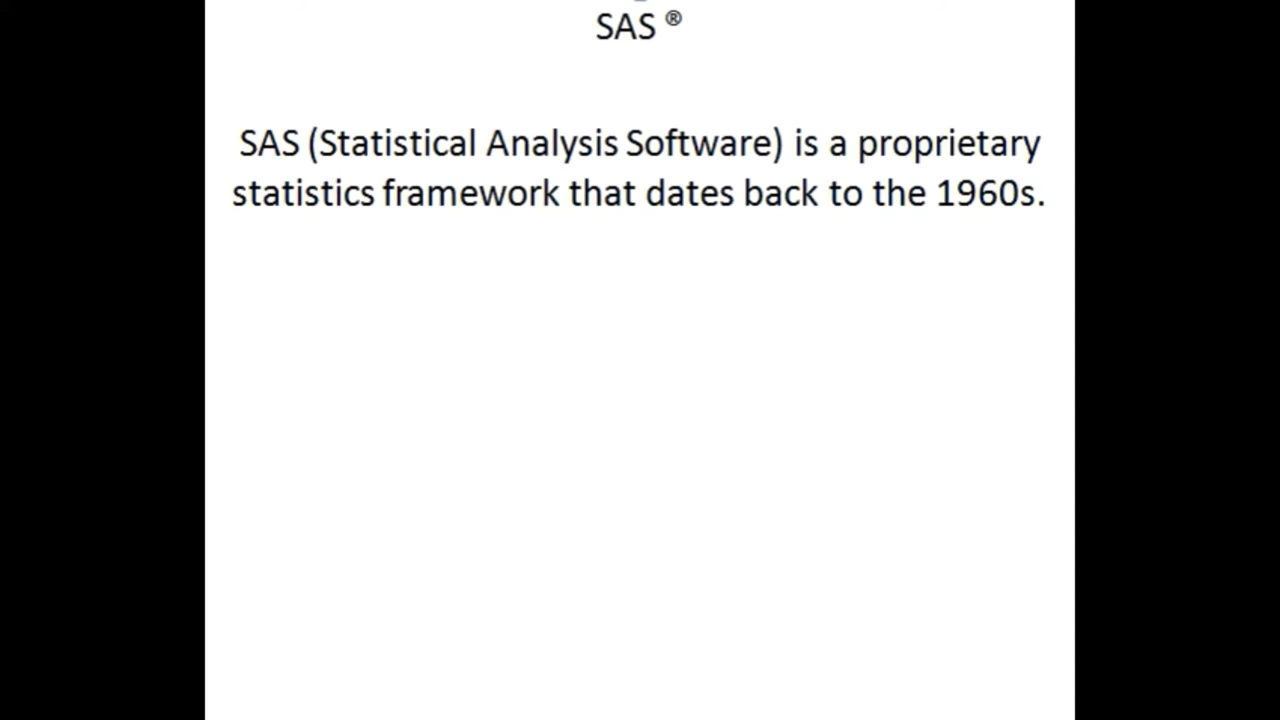 SAS ®
SAS (Statistical Analysis Software) is a proprietary
statistics framework that dates back to the 1960s.